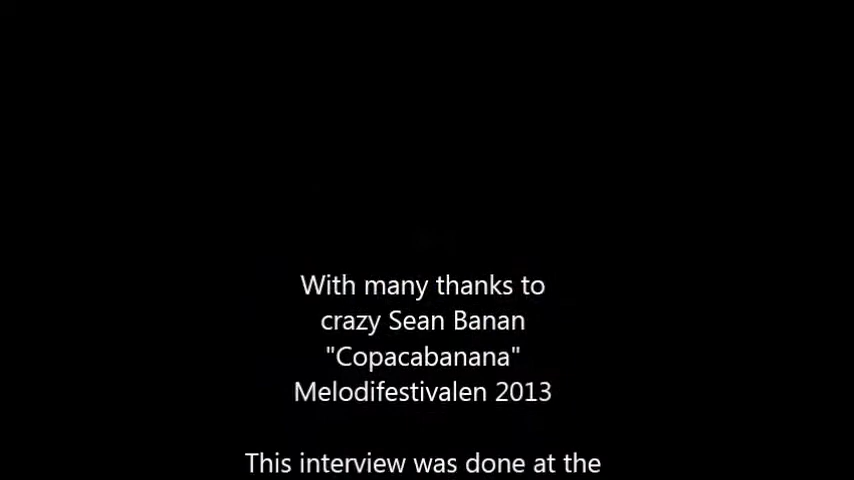 With many thanks to
crazy Sean Banan
"Copacabanana"
Melodifestivalen 2013
This interview was done at the